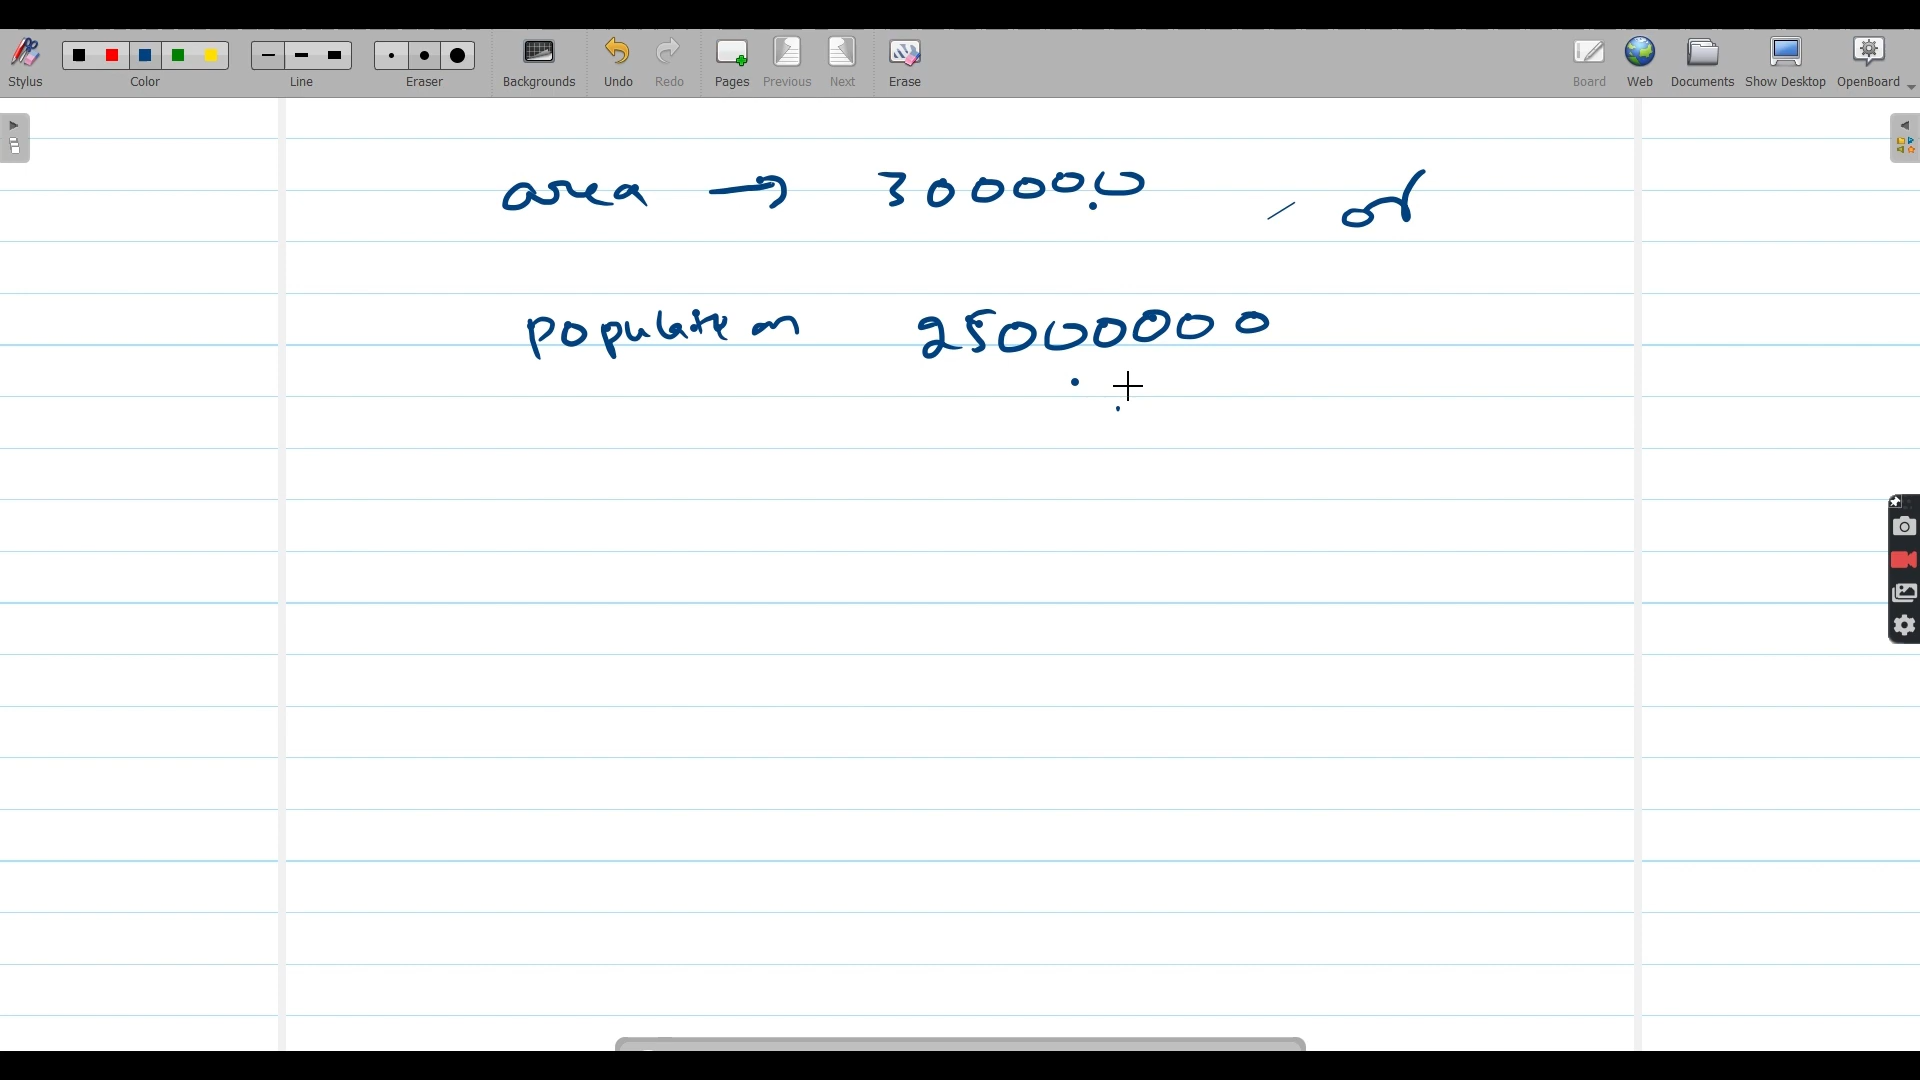 Stylus Color Line Eraser Backgrounds Undo Redo Pages Previous Next Erase Board Web Documents Show Desktop OpenBoard
area → 300000
population 25000000